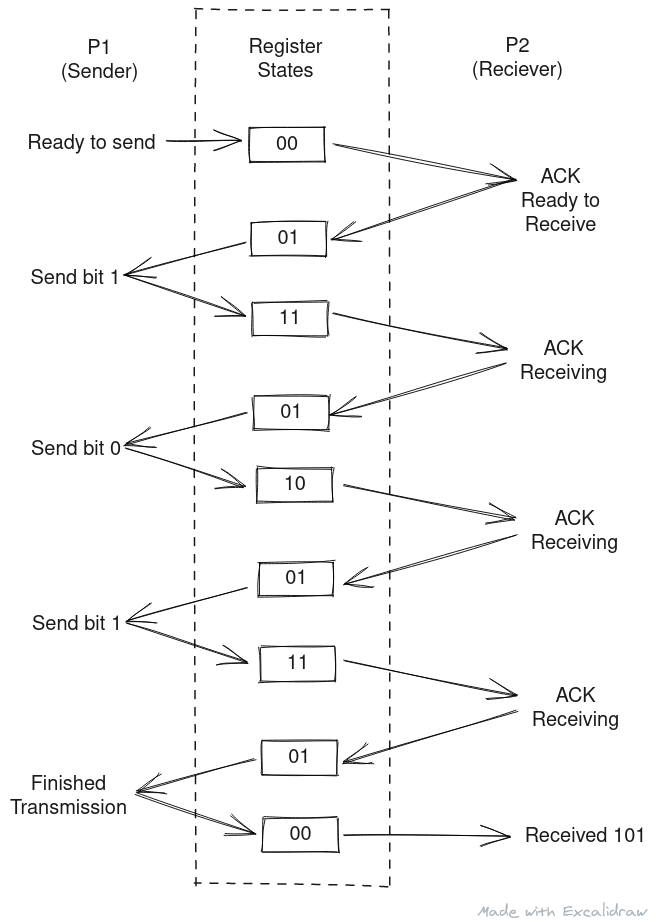 P1
(Sender)
Register
States
P2
(Reciever)
Ready to send
00
ACK
Ready to
Receive
01
Send bit 1
11
ACK
Receiving
01
Send bit 0
10
ACK
Receiving
01
Send bit 1
11
ACK
Receiving
01
Finished
Transmission
00
Received 101
Made with Excalidraw